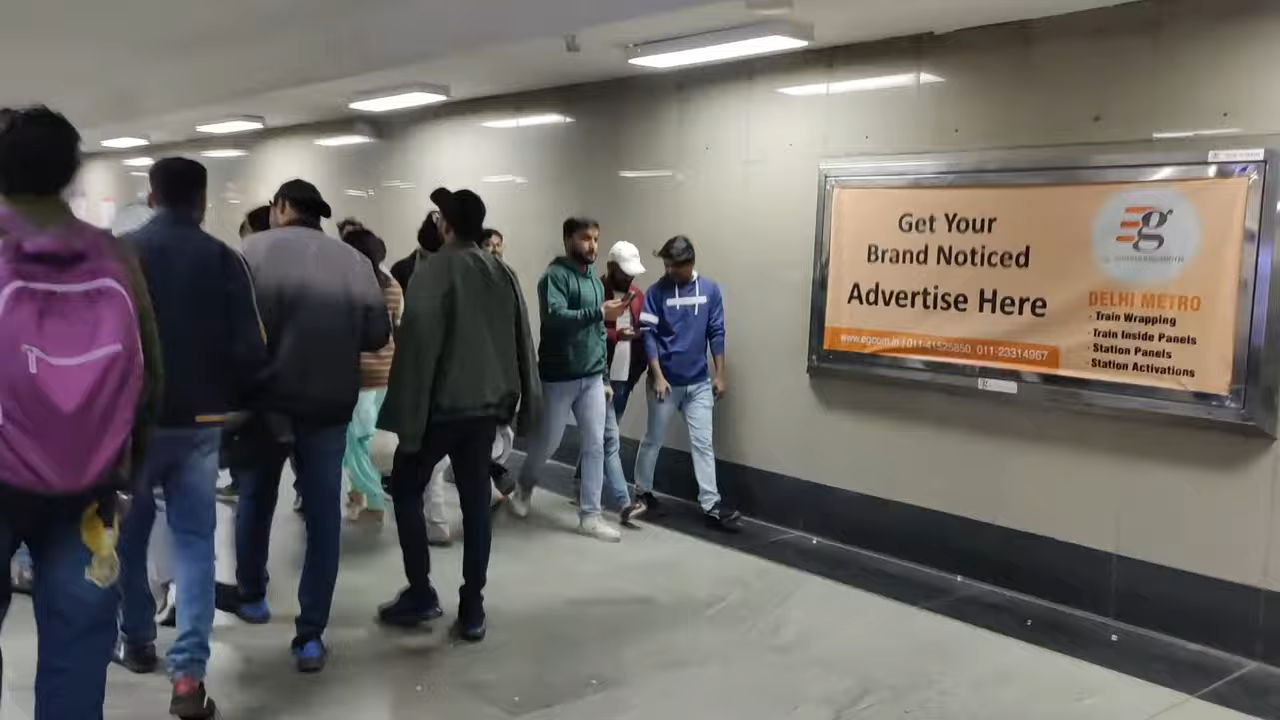 Get Your
Brand Noticed
Advertise Here
www.egcom.in | 011-41525850, 011-23314967
eg
DELHI METRO
· Train Wrapping
· Train Inside Panels
· Station Panels
· Station Activations